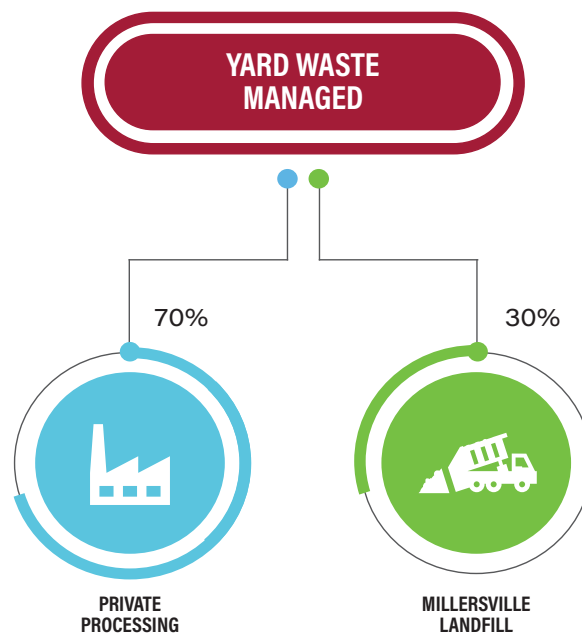 YARD WASTE
MANAGED
70%
30%
PRIVATE
PROCESSING
MILLERSVILLE
LANDFILL